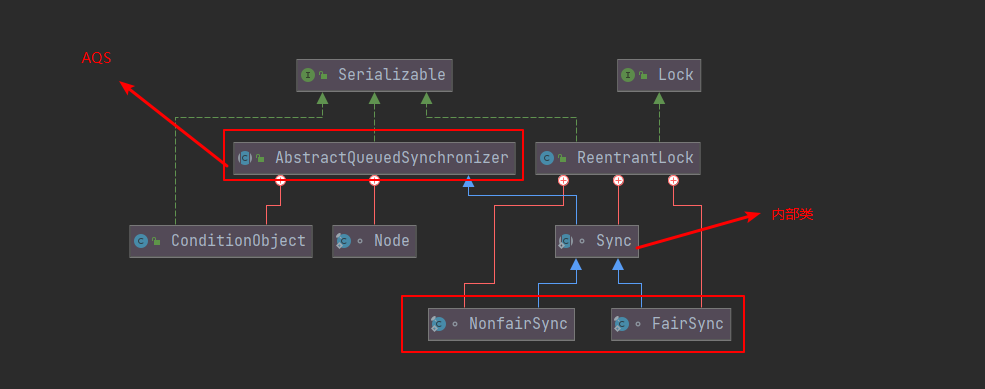 AQS
Serializable
Lock
AbstractQueuedSynchronizer
ReentrantLock
内部类
ConditionObject
Node
Sync
NonfairSync
FairSync